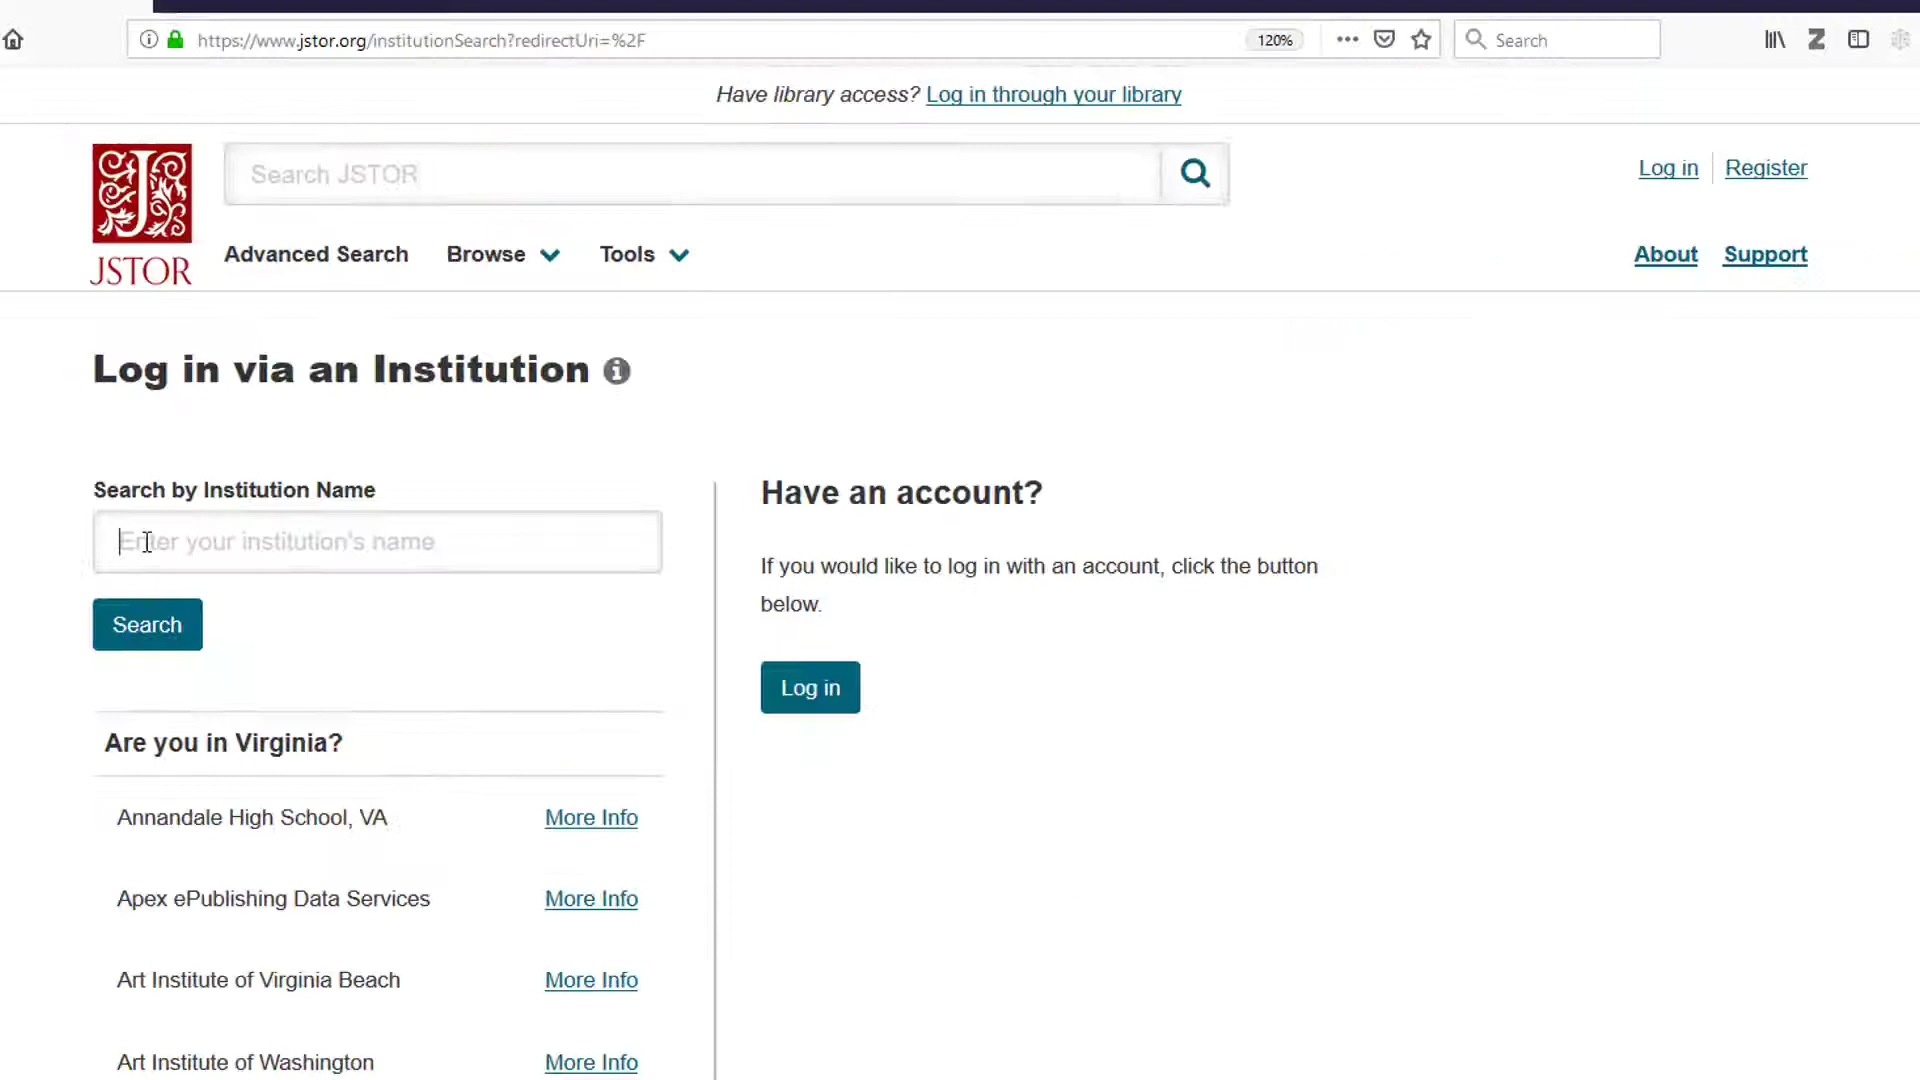 https://www.jstor.org/institutionSearch?redirectUri=%2F
120%
Search
Have library access? Log in through your library
JSTOR
Search JSTOR
Log in
Register
Advanced Search
Browse
Tools
About
Support
Log in via an Institution
Search by Institution Name
Enter your institution's name
Search
Are you in Virginia?
Annandale High School, VA
More Info
Apex ePublishing Data Services
More Info
Art Institute of Virginia Beach
More Info
Art Institute of Washington
More Info
Have an account?
If you would like to log in with an account, click the button
below.
Log in